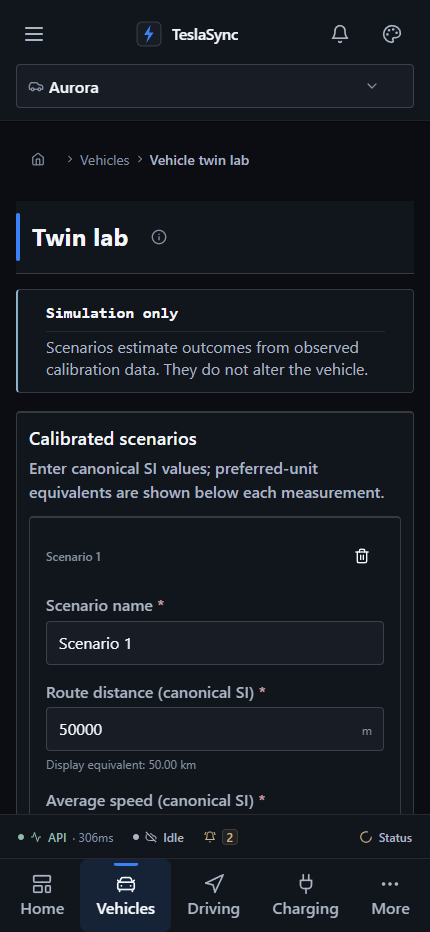 TeslaSync
Aurora
Vehicles
Vehicle twin lab
Twin lab
Simulation only
Scenarios estimate outcomes from observed
calibration data. They do not alter the vehicle.
Calibrated scenarios
Enter canonical SI values; preferred-unit
equivalents are shown below each measurement.
Scenario 1
Scenario name *
Scenario 1
Route distance (canonical SI) *
50000 m
Display equivalent: 50.00 km
Average speed (canonical SI) *
API · 306ms Idle 2 Status
Home Vehicles Driving Charging More